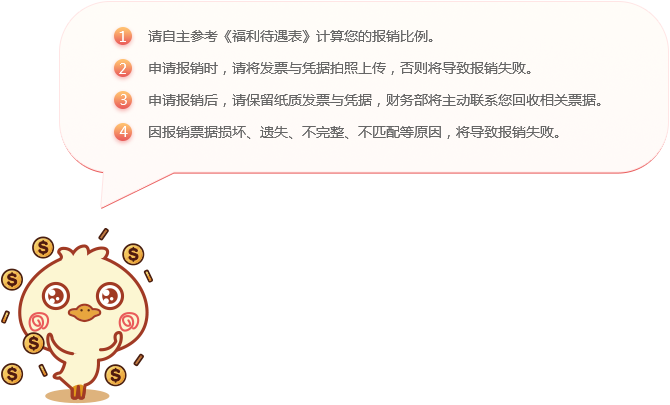 1 请自主参考《福利待遇表》计算您的报销比例。
2 申请报销时，请将发票与凭据拍照上传，否则将导致报销失败。
3 申请报销后，请保留纸质发票与凭据，财务部将主动联系您回收相关票据。
4 因报销票据损坏、遗失、不完整、不匹配等原因，将导致报销失败。
$
$
$
$
$
$